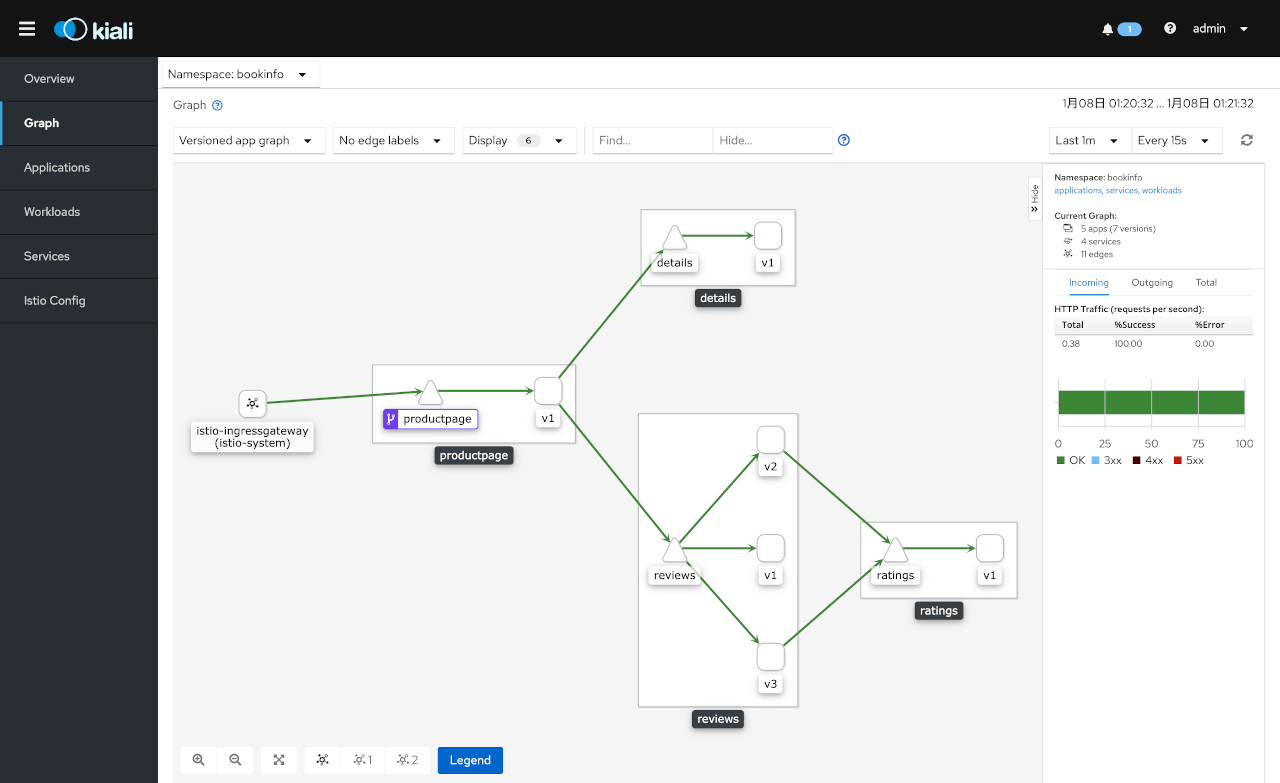 kiali
1
admin
Overview
Graph
Applications
Workloads
Services
Istio Config
Namespace: bookinfo
Graph
1月08日 01:20:32 ... 1月08日 01:21:32
Versioned app graph
No edge labels
Display 6
Find...
Hide...
Last 1m
Every 15s
Hide
Namespace: bookinfo
applications, services, workloads
Current Graph:
5 apps (7 versions)
4 services
11 edges
Incoming
Outgoing
Total
HTTP Traffic (requests per second):
Total %Success %Error
0.38 100.00 0.00
0 25 50 75 100
OK 3xx 4xx 5xx
details
v1
details
istio-ingressgateway
(istio-system)
productpage
v1
productpage
v2
reviews
v1
v3
reviews
ratings
v1
ratings
1
2
Legend